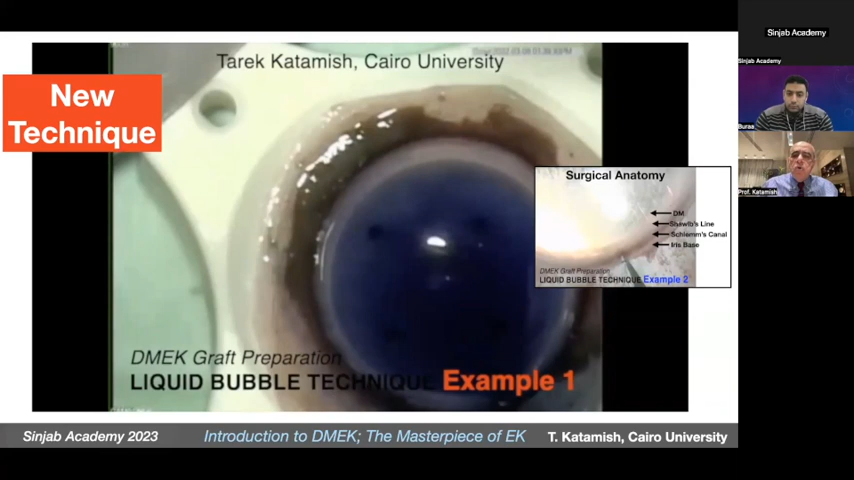 Sinjab Academy
Sinjab Academy
Buraa
Prof. Katamish
Tarek Katamish, Cairo University
New
Technique
Surgical Anatomy
DM
Shawlb's Line
Schlemm's Canal
Iris Base
DMEK Graft Preparation
LIQUID BUBBLE TECHNIQUE Example 2
DMEK Graft Preparation
LIQUID BUBBLE TECHNIQUE Example 1
Sinjab Academy 2023
Introduction to DMEK; The Masterpiece of EK
T. Katamish, Cairo University